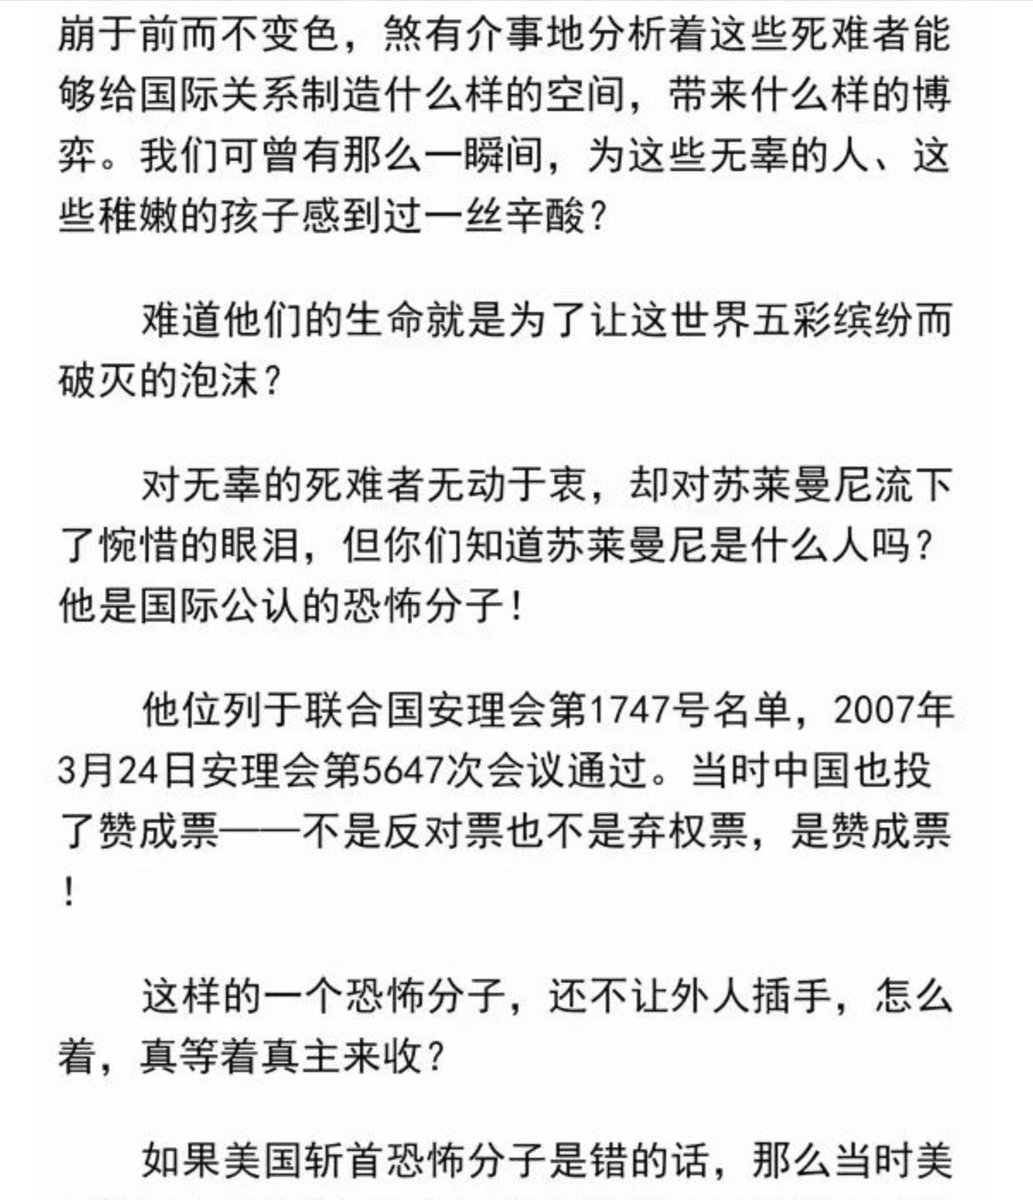 崩于前而不变色，煞有介事地分析着这些死难者能
够给国际关系制造什么样的空间，带来什么样的博
弈。我们可曾有那么一瞬间，为这些无辜的人、这
些稚嫩的孩子感到过一丝辛酸？
难道他们的生命就是为了让这世界五彩缤纷而
破灭的泡沫？
对无辜的死难者无动于衷，却对苏莱曼尼流下
了惋惜的眼泪，但你们知道苏莱曼尼是什么人吗？
他是国际公认的恐怖分子！
他位列于联合国安理会第1747号名单，2007年
3月24日安理会第5647次会议通过。当时中国也投
了赞成票——不是反对票也不是弃权票，是赞成票
！
这样的一个恐怖分子，还不让外人插手，怎么
着，真等着真主来收？
如果美国斩首恐怖分子是错的话，那么当时美